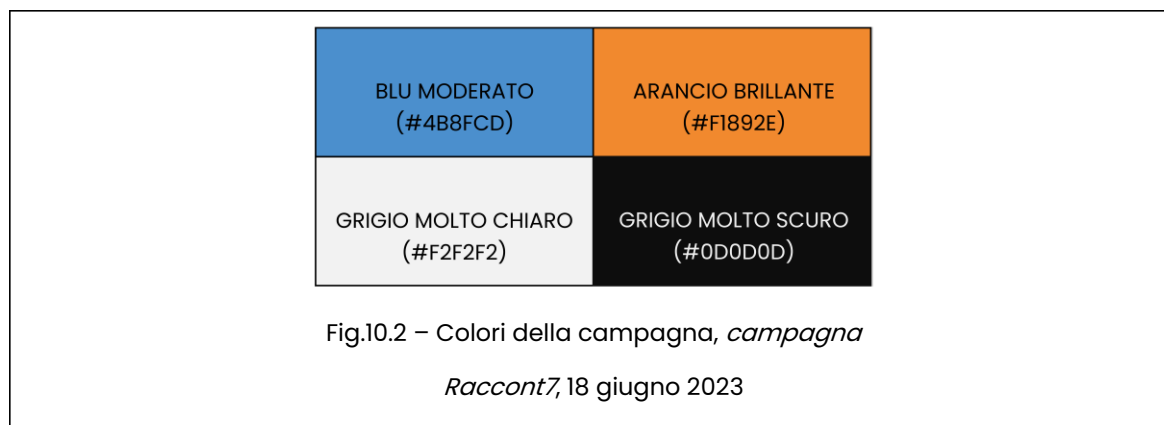 BLU MODERATO
(#4B8FCD)
ARANCIO BRILLANTE
(#F1892E)
GRIGIO MOLTO CHIARO
(#F2F2F2)
GRIGIO MOLTO SCURO
(#0D0D0D)
Fig.10.2 – Colori della campagna, campagna
Raccont7, 18 giugno 2023